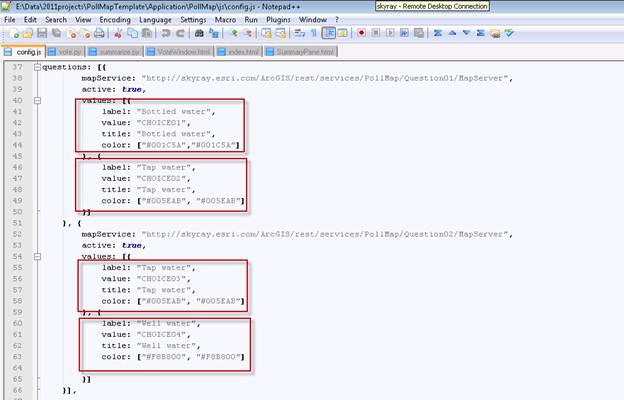 E:\Data\2011projects\PollMapTemplate\Application\PollMap\js\config.js - Notepad++
skyray - Remote Desktop Connection
File Edit Search View Encoding Language Settings Macro Run Plugins Window ?
config.js vote.py summarize.py VoteWindow.html index.html SummaryPane.html
37 questions: [{
38 mapService: "http://skyray.esri.com/ArcGIS/rest/services/PollMap/Question01/MapServer",
39 active: true,
40 values: [{
41 label: "Bottled water",
42 value: "CHOICE01",
43 title: "Bottled water",
44 color: ["#001C5A","#001C5A"]
45 }, {
46 label: "Tap water",
47 value: "CHOICE02",
48 title: "Tap water",
49 color: ["#005EAB", "#005EAB"]
50 }]
51 }, {
52 mapService: "http://skyray.esri.com/ArcGIS/rest/services/PollMap/Question02/MapServer",
53 active: true,
54 values: [{
55 label: "Tap water",
56 value: "CHOICE03",
57 title: "Tap water",
58 color: ["#005EAB", "#005EAB"]
59 }, {
60 label: "Well water",
61 value: "CHOICE04",
62 title: "Well water",
63 color: ["#F8B800", "#F8B800"]
64
65 }]
66 }],